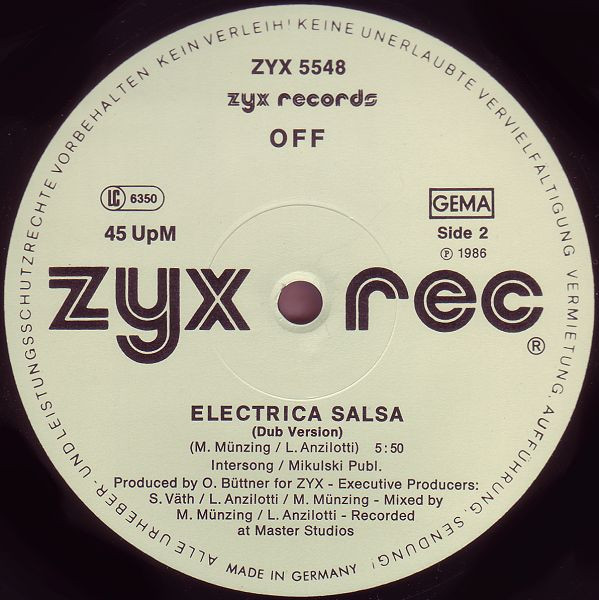 ALLE URHEBER- UND LEISTUNGSSCHUTZRECHTE VORBEHALTEN KEIN VERLEIH! KEINE UNERLAUBTE VERVIELFÄLTIGUNG VERMIETUNG, AUFFÜHRUNG, SENDUNG!
ZYX 5548
zyx records
OFF
LC 6350
GEMA
45 UpM
Side 2
℗ 1986
zyx rec
®
ELECTRICA SALSA
(Dub Version)
(M. Münzing / L. Anzilotti) 5:50
Intersong / Mikulski Publ.
Produced by O. Büttner for ZYX - Executive Producers:
S. Väth / L. Anzilotti / M. Münzing - Mixed by
M. Münzing / L. Anzilotti - Recorded
at Master Studios
MADE IN GERMANY